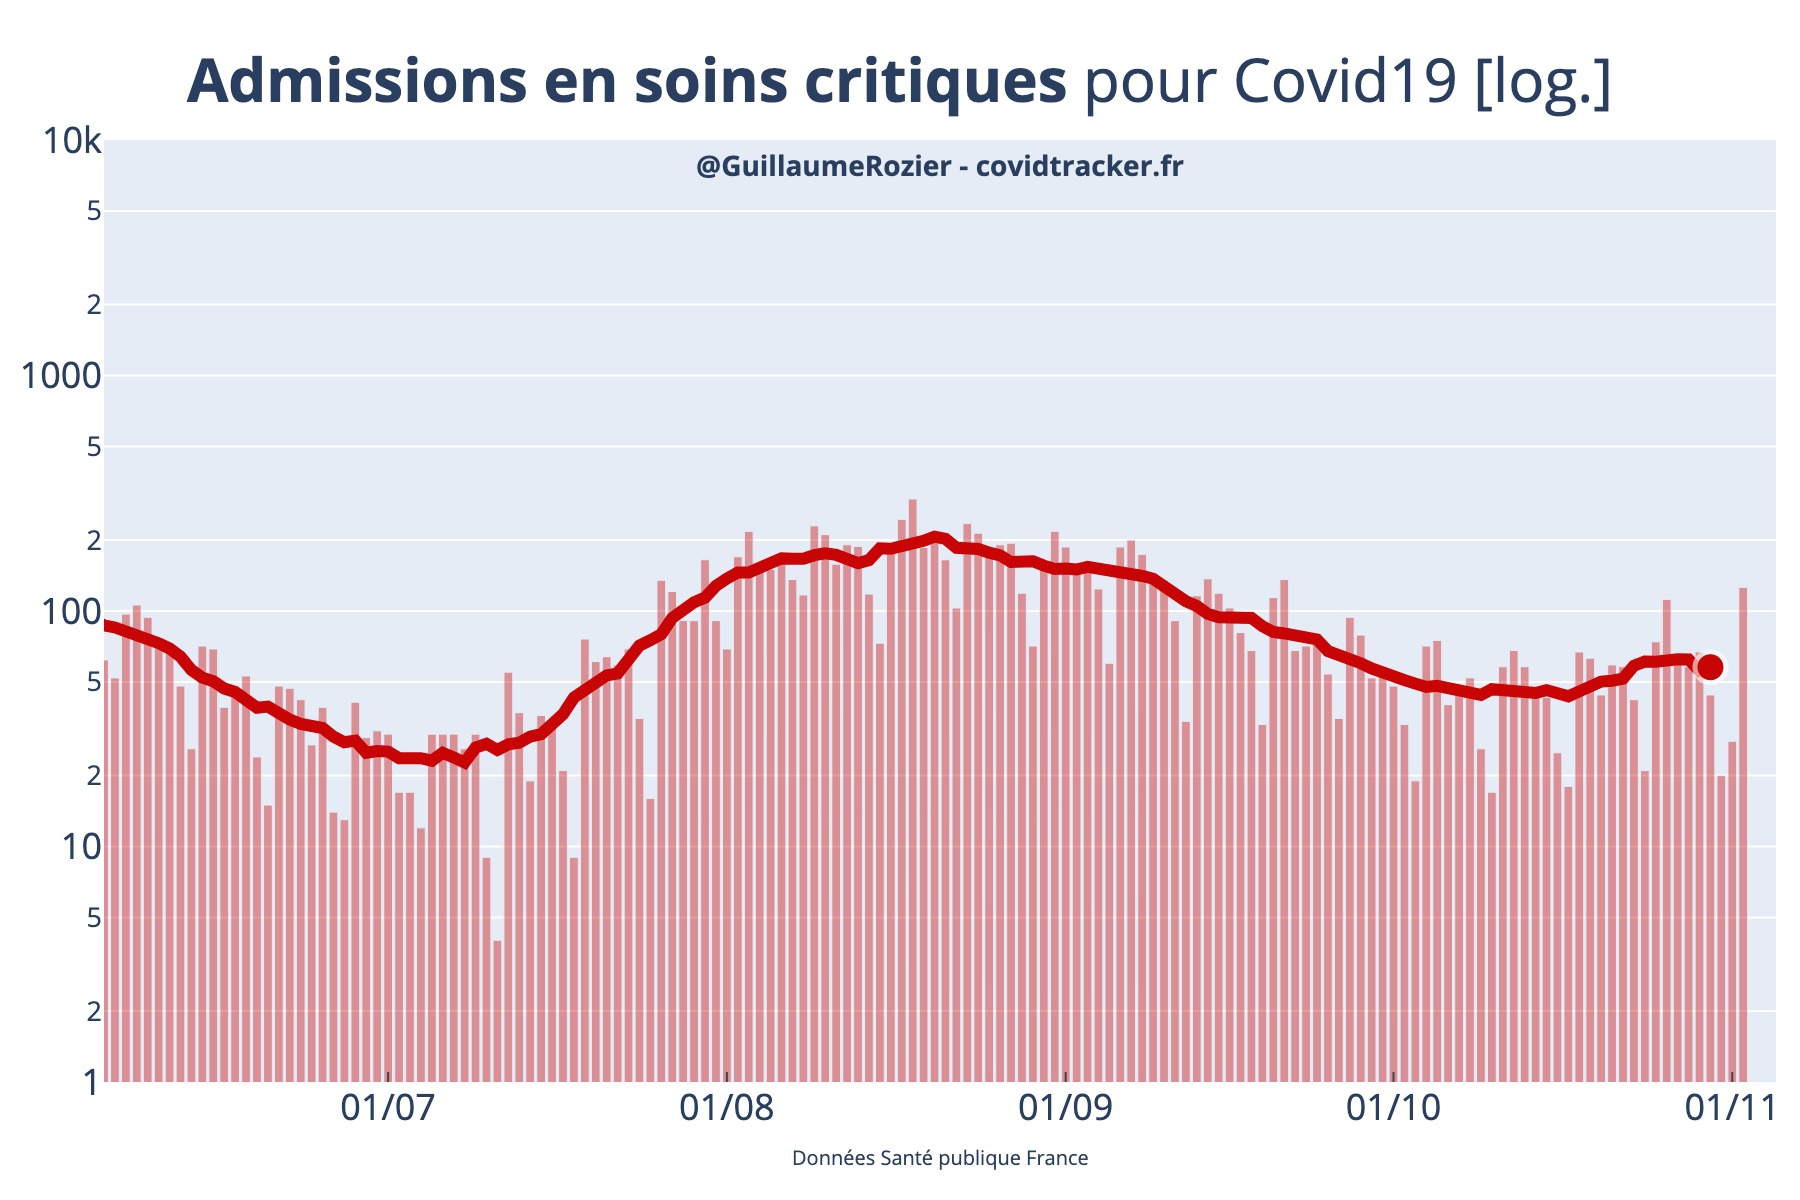 Admissions en soins critiques pour Covid19 [log.]
@GuillaumeRozier - covidtracker.fr
10k
5
2
1000
5
2
100
5
2
10
5
2
1
01/07 01/08 01/09 01/10 01/11
Données Santé publique France